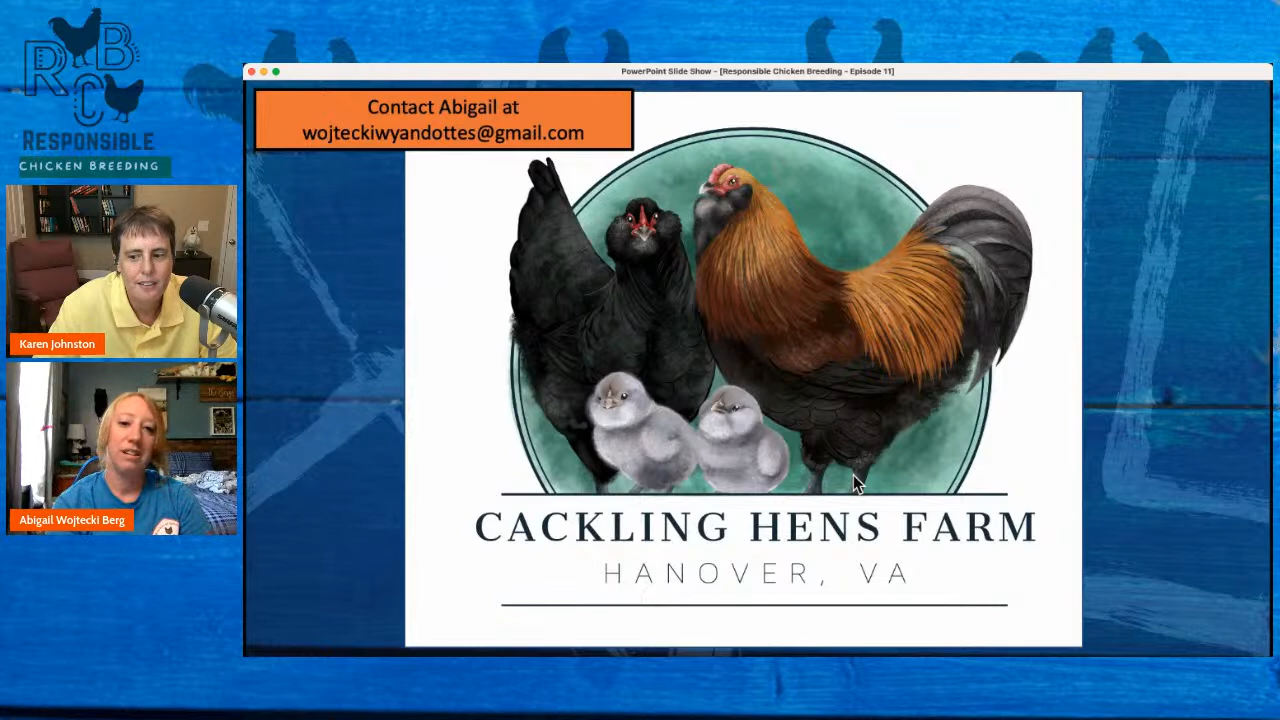 R B
C
RESPONSIBLE
CHICKEN BREEDING
PowerPoint Slide Show - [Responsible Chicken Breeding - Episode 11]
Contact Abigail at
wojteckiwyandottes@gmail.com
Karen Johnston
Abigail Wojtecki Berg
CACKLING HENS FARM
HANOVER, VA